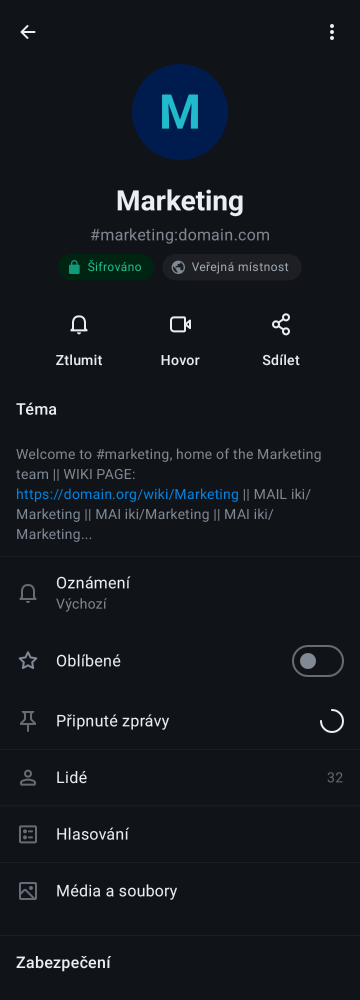 M
Marketing
#marketing:domain.com
Šifrováno
Veřejná místnost
Ztlumit
Hovor
Sdílet
Téma
Welcome to #marketing, home of the Marketing
team || WIKI PAGE:
https://domain.org/wiki/Marketing || MAIL iki/
Marketing || MAI iki/Marketing || MAI iki/
Marketing...
Oznámení
Výchozí
Oblíbené
Připnuté zprávy
Lidé 32
Hlasování
Média a soubory
Zabezpečení